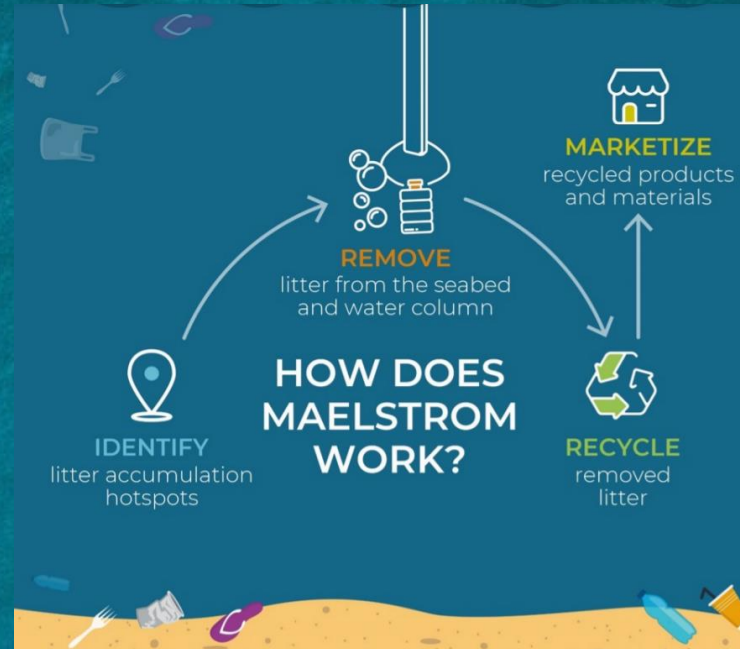 MARKETIZE
recycled products
and materials
REMOVE
litter from the seabed
and water column
HOW DOES
MAELSTROM
WORK?
IDENTIFY
litter accumulation
hotspots
RECYCLE
removed
litter